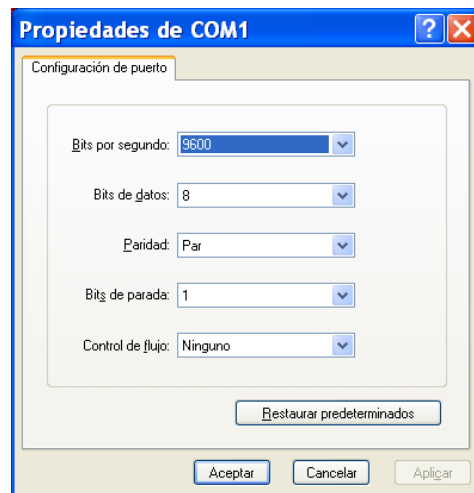 Propiedades de COM1
Configuración de puerto
Bits por segundo: 9600
Bits de datos: 8
Paridad: Par
Bits de parada: 1
Control de flujo: Ninguno
Restaurar predeterminados
Aceptar Cancelar Aplicar